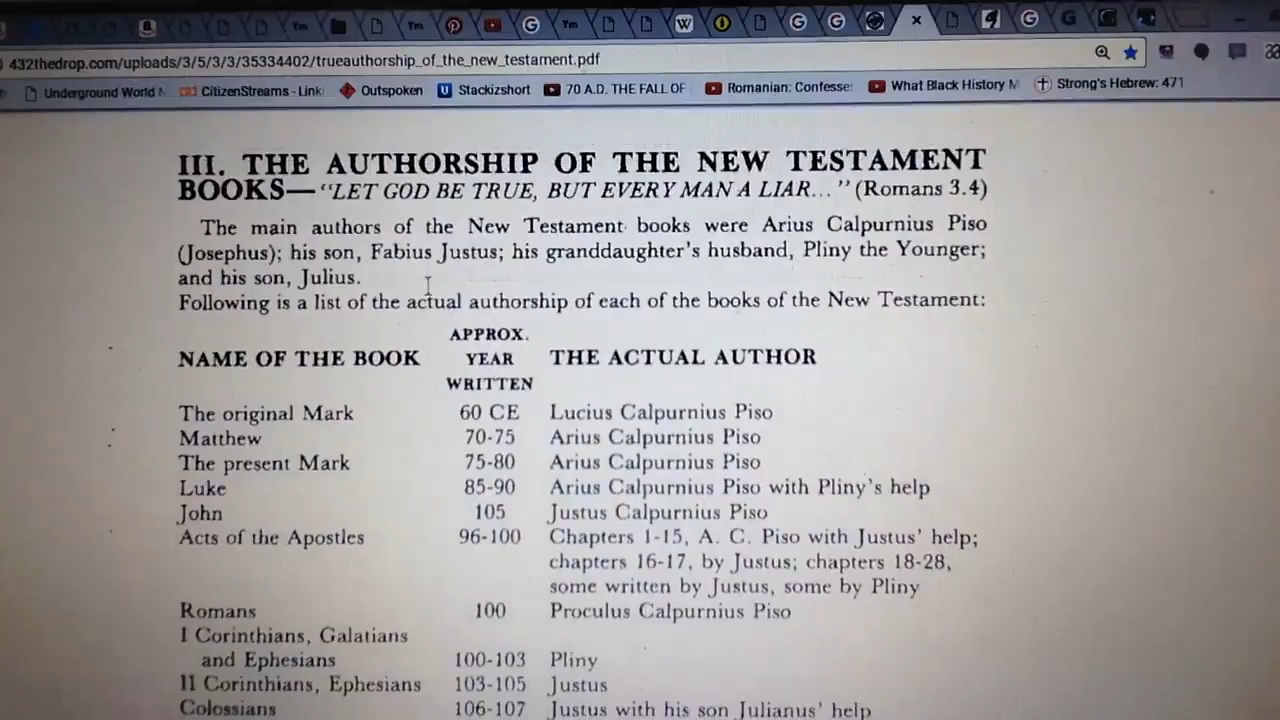 Ym
Ym
Ym
W
432thedrop.com/uploads/3/5/3/3/35334402/trueauthorship_of_the_new_testament.pdf
Underground World N
CitizenStreams - Link
Outspoken
Stackizshort
70 A.D. THE FALL OF
Romanian: Confesse
What Black History M
Strong's Hebrew: 471
III. THE AUTHORSHIP OF THE NEW TESTAMENT
BOOKS—"LET GOD BE TRUE, BUT EVERY MAN A LIAR..." (Romans 3.4)
The main authors of the New Testament books were Arius Calpurnius Piso
(Josephus); his son, Fabius Justus; his granddaughter's husband, Pliny the Younger;
and his son, Julius.
Following is a list of the actual authorship of each of the books of the New Testament:
APPROX.
NAME OF THE BOOK YEAR THE ACTUAL AUTHOR
WRITTEN
The original Mark 60 CE Lucius Calpurnius Piso
Matthew 70-75 Arius Calpurnius Piso
The present Mark 75-80 Arius Calpurnius Piso
Luke 85-90 Arius Calpurnius Piso with Pliny's help
John 105 Justus Calpurnius Piso
Acts of the Apostles 96-100 Chapters 1-15, A. C. Piso with Justus' help;
chapters 16-17, by Justus; chapters 18-28,
some written by Justus, some by Pliny
Romans 100 Proculus Calpurnius Piso
I Corinthians, Galatians
and Ephesians 100-103 Pliny
II Corinthians, Ephesians 103-105 Justus
Colossians 106-107 Justus with his son Julianus' help